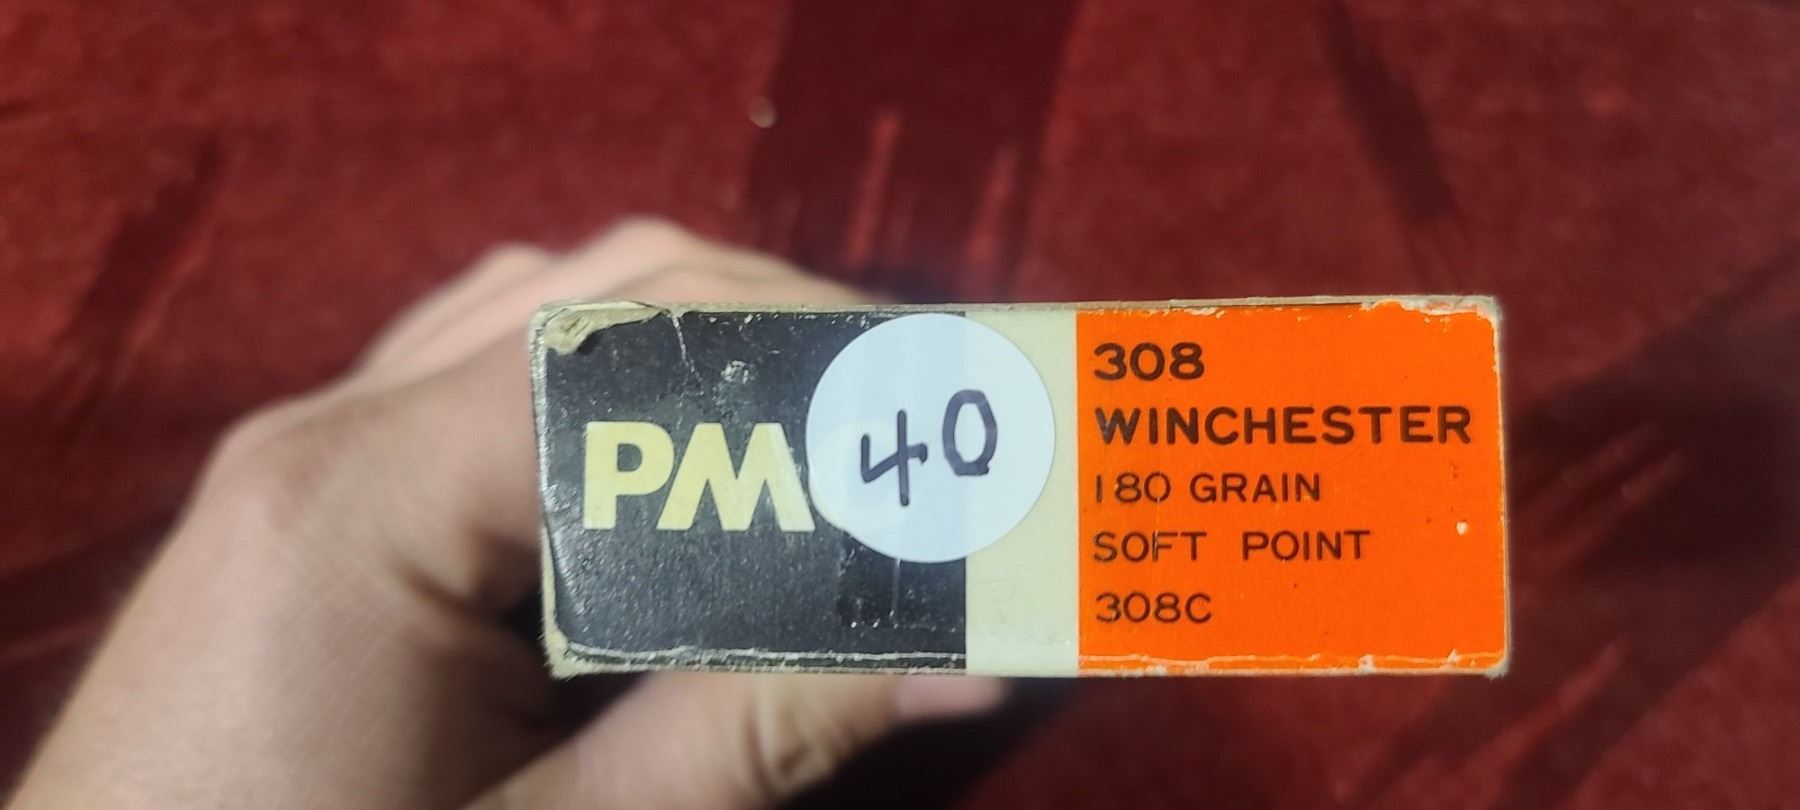 PM
40
308
WINCHESTER
180 GRAIN
SOFT POINT
308C